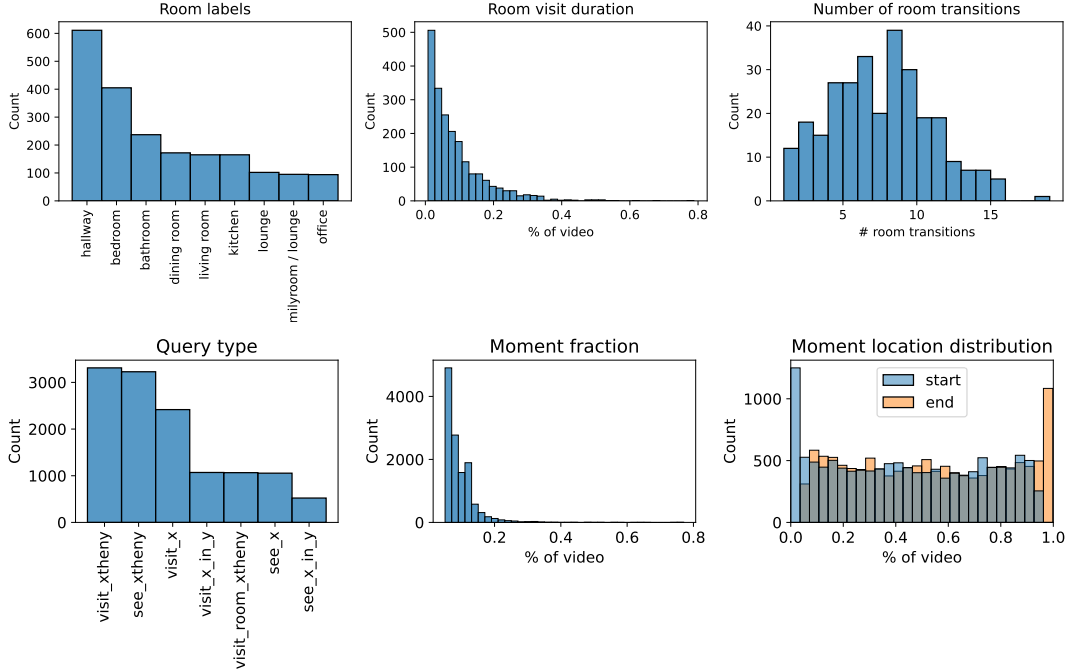 Room labels
Count
600
500
400
300
200
100
0
hallway
bedroom
bathroom
dining room
living room
kitchen
lounge
milyroom / lounge
office
Room visit duration
Count
500
400
300
200
100
0
0.0 0.2 0.4 0.6 0.8
% of video
Number of room transitions
Count
40
30
20
10
0
5 10 15
# room transitions
Query type
Count
3000
2000
1000
0
visit_xtheny
see_xtheny
visit_x
visit_x_in_y
visit_room_xtheny
see_x
see_x_in_y
Moment fraction
Count
4000
2000
0
0.2 0.4 0.6 0.8
% of video
Moment location distribution
start
end
Count
1000
500
0
0.0 0.2 0.4 0.6 0.8 1.0
% of video